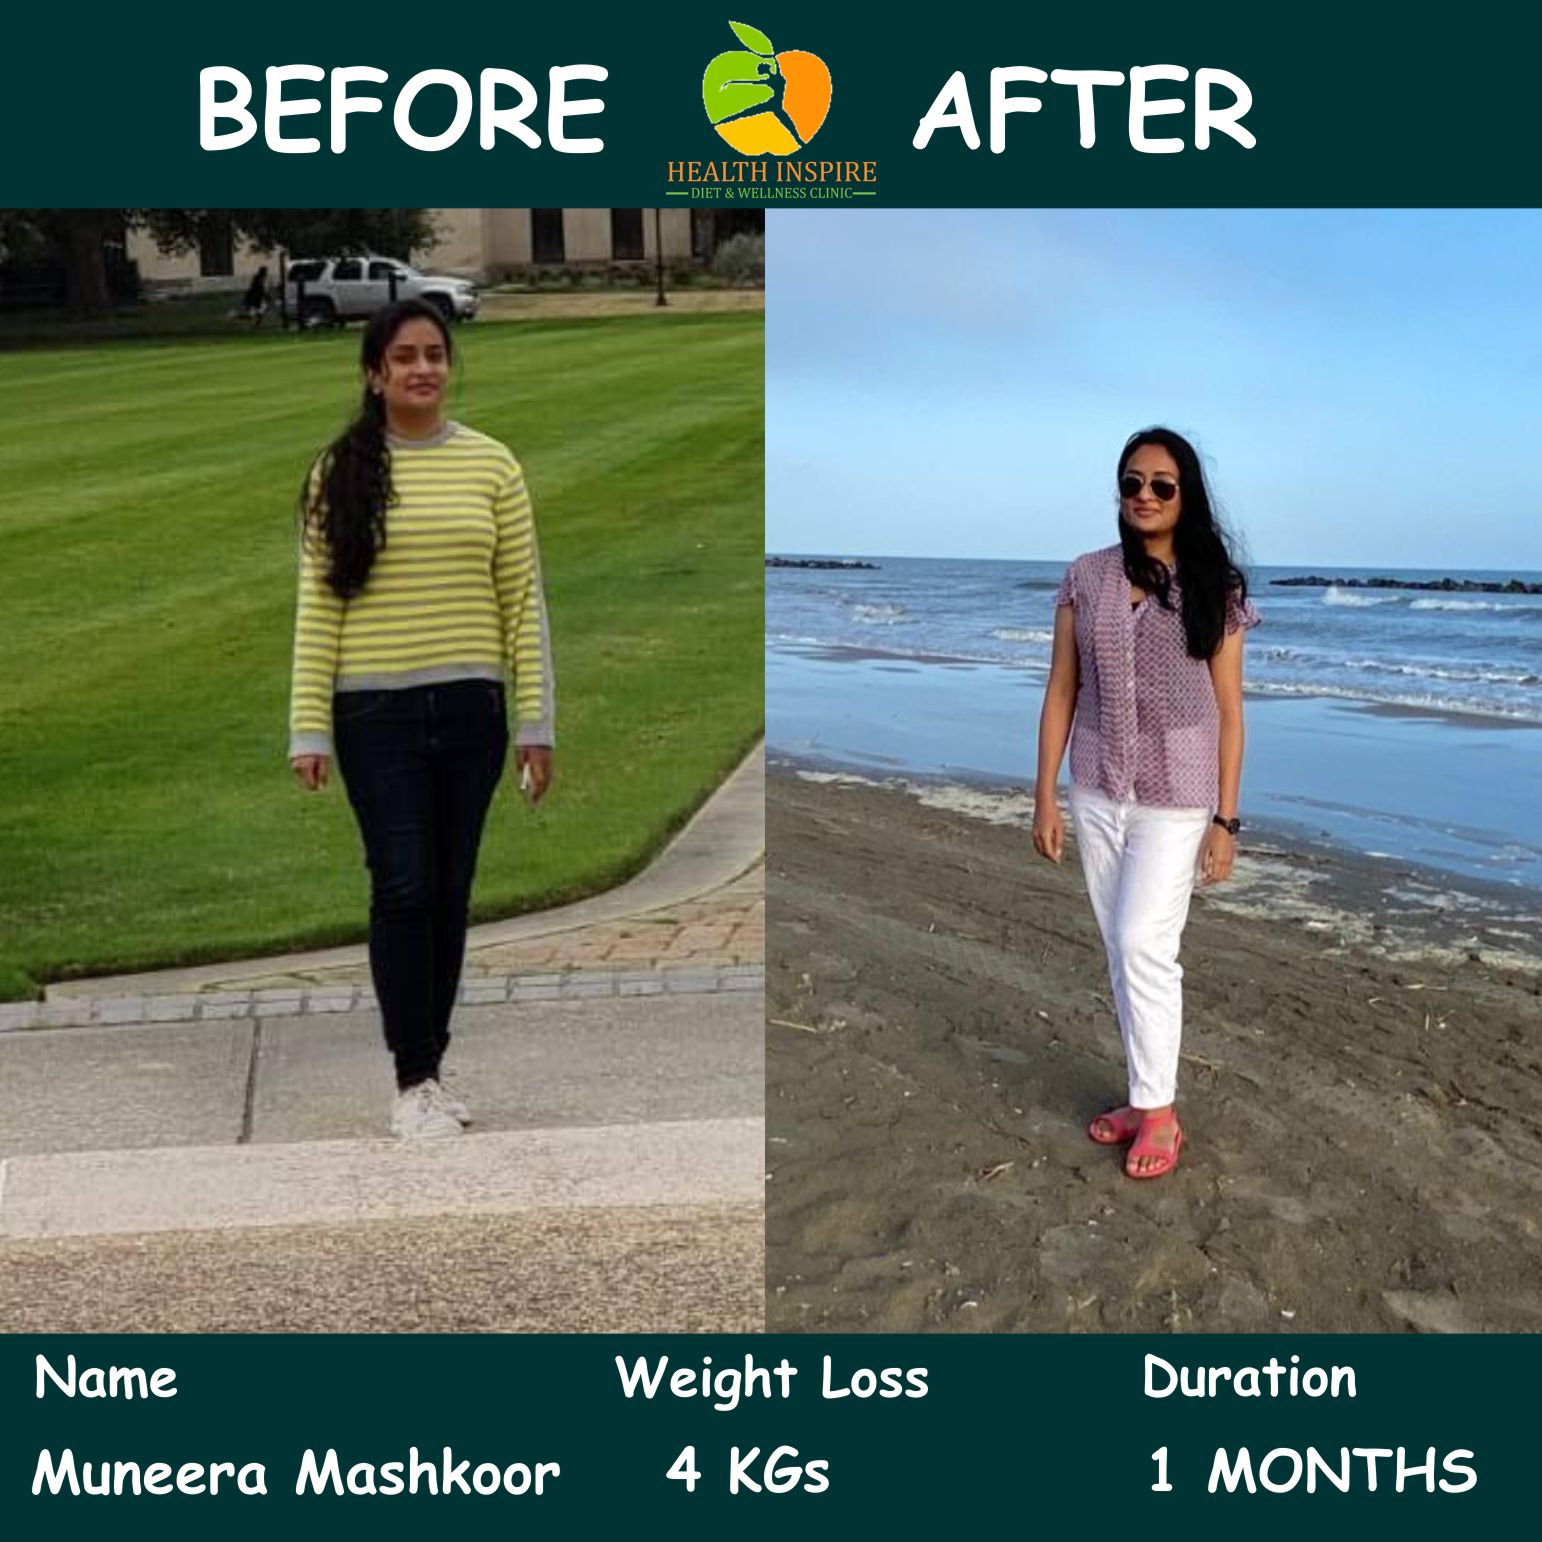 BEFORE
AFTER
HEALTH INSPIRE
DIET & WELLNESS CLINIC
Name
Weight Loss
Duration
Muneera Mashkoor
4 KGs
1 MONTHS